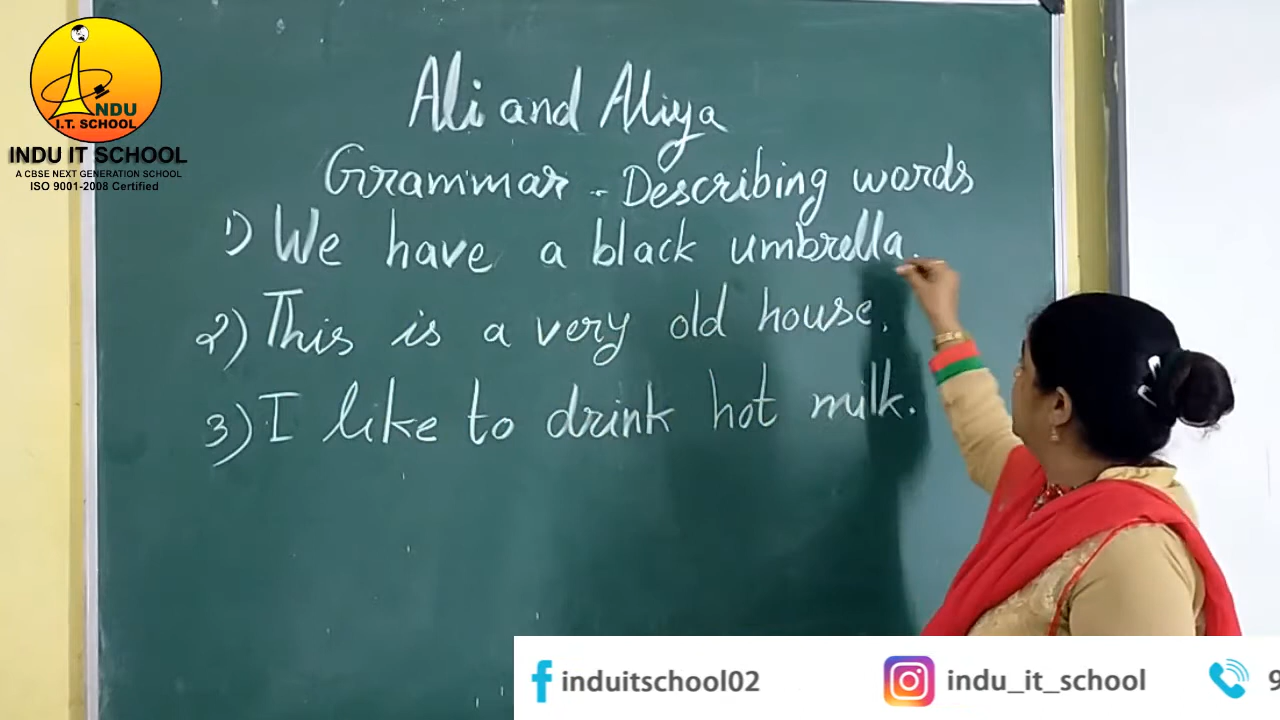 Ali and Aliya
Grammar - Describing words
1) We have a black umbrella.
2) This is a very old house.
3) I like to drink hot milk.
INDU
I.T. SCHOOL
INDU IT SCHOOL
A CBSE NEXT GENERATION SCHOOL
ISO 9001-2008 Certified
induitschool02
indu_it_school
9